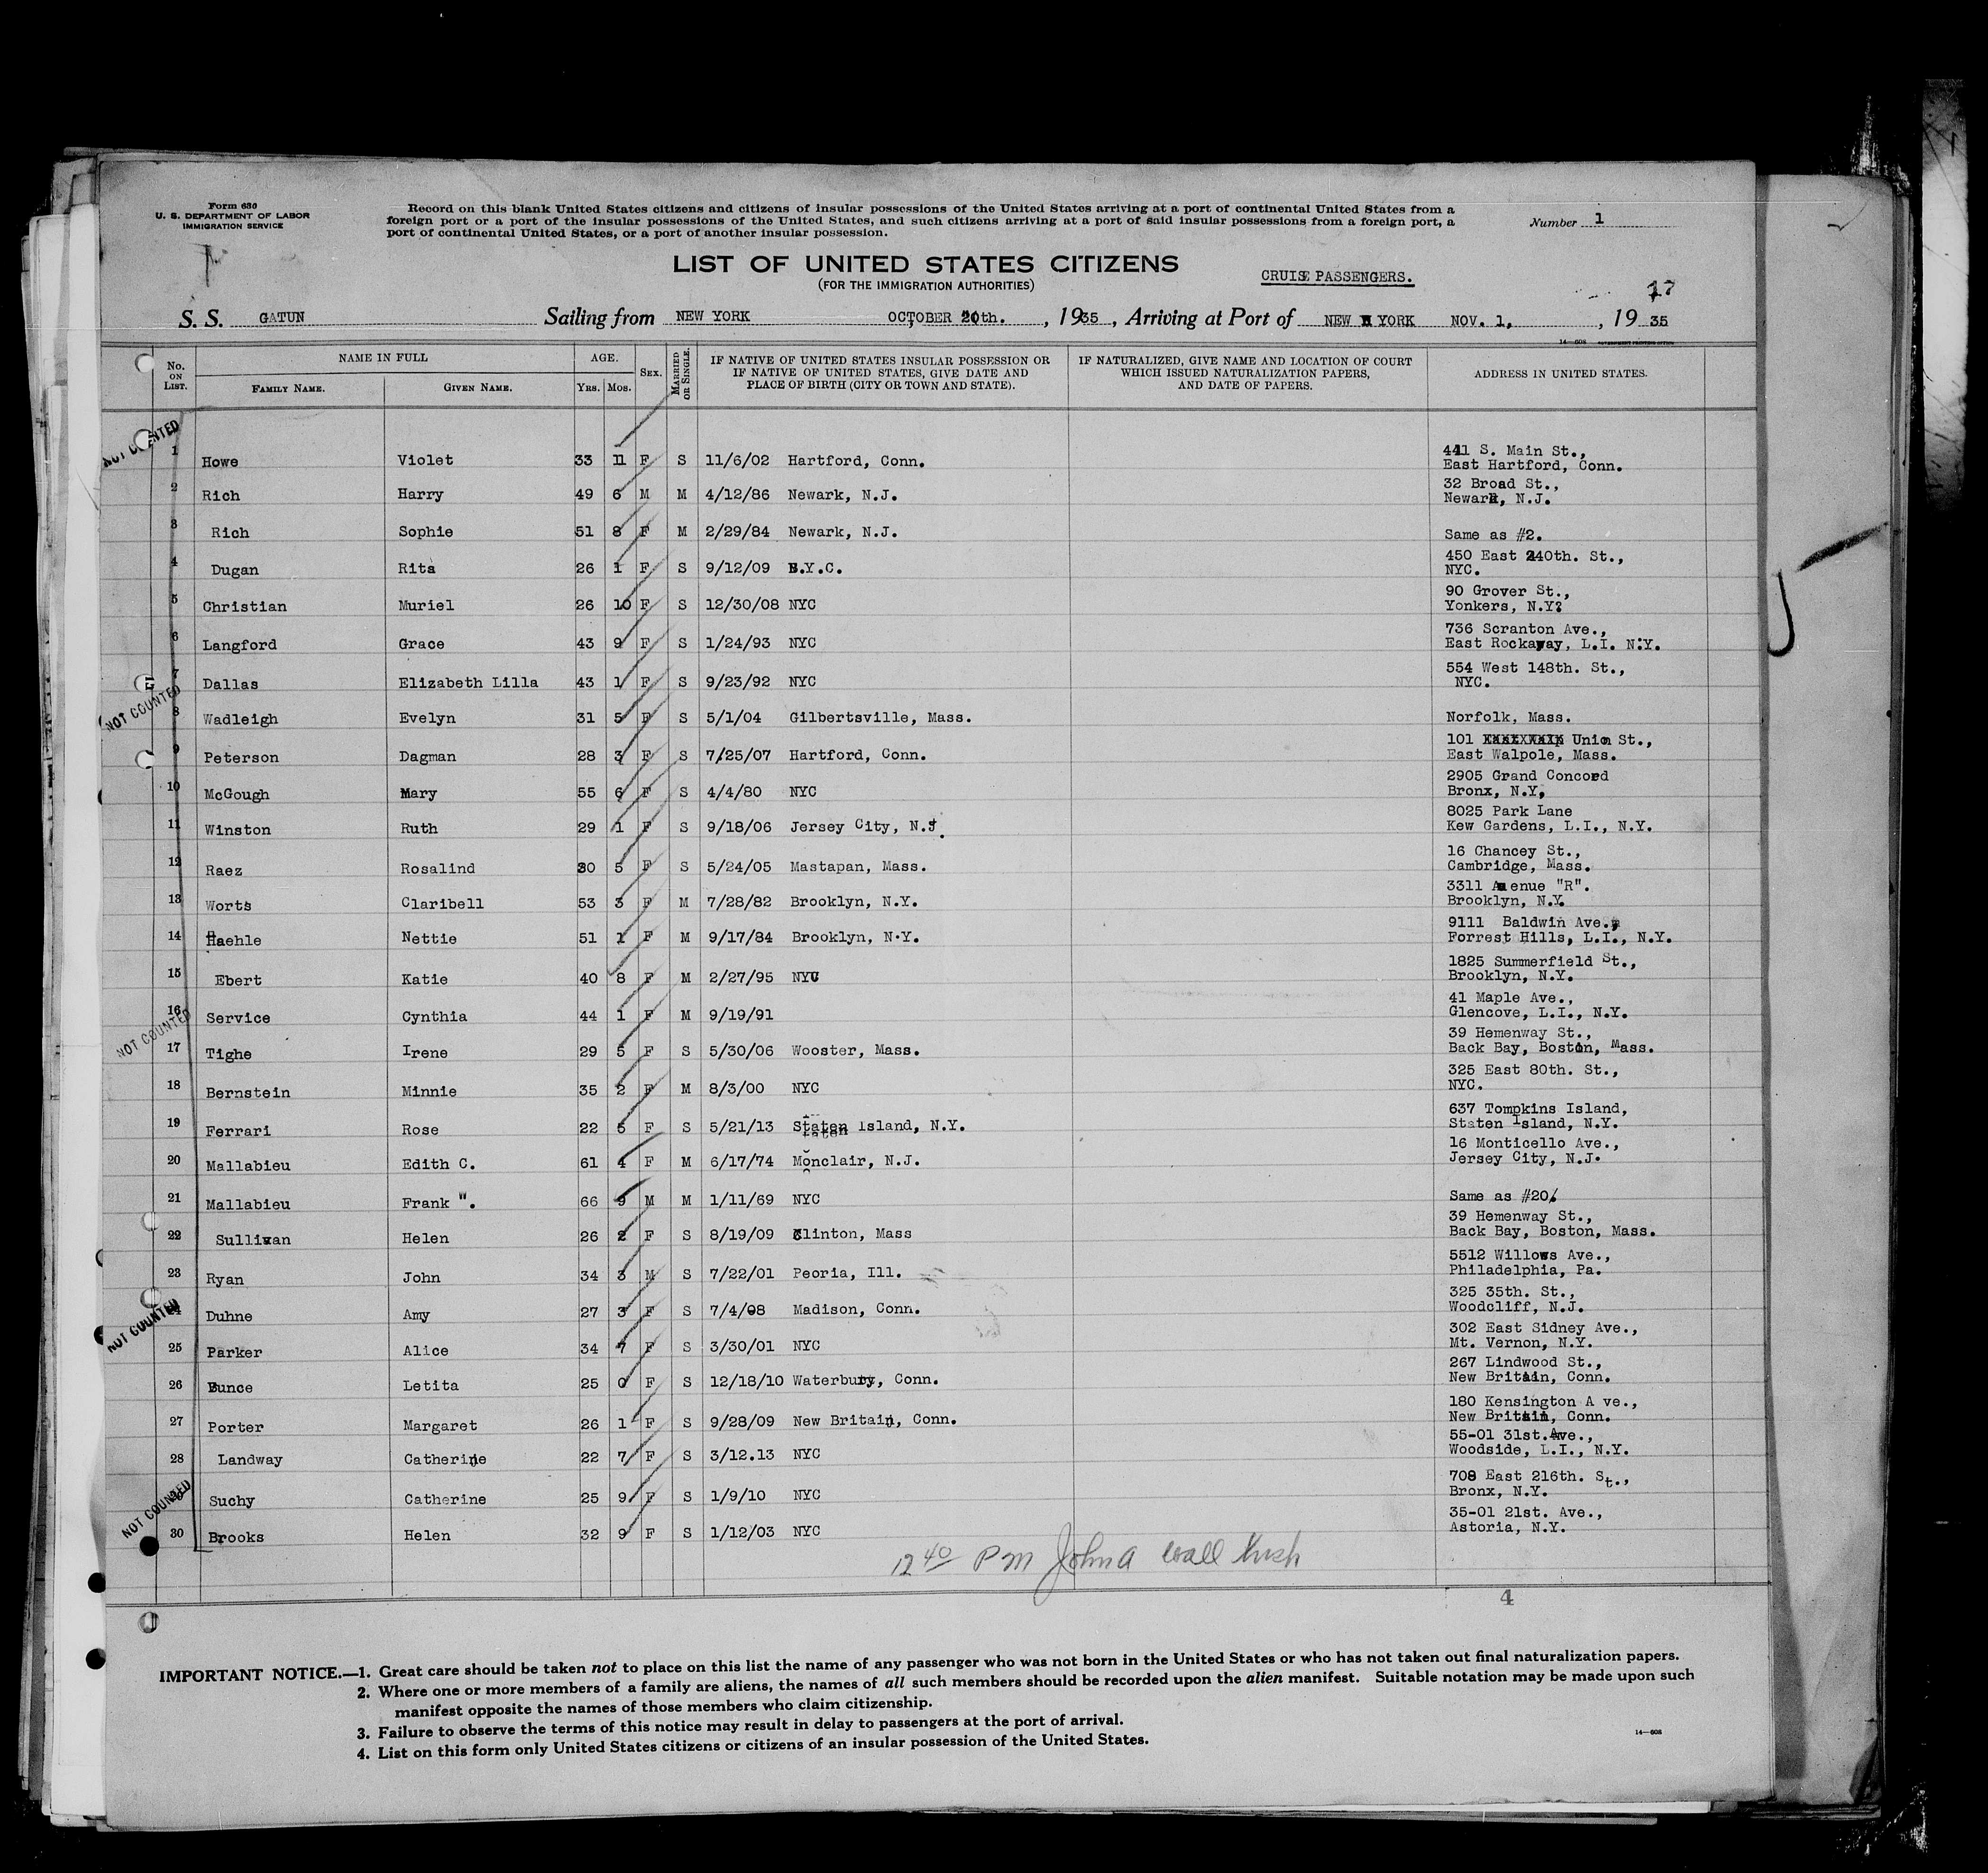 Form 630
U. S. DEPARTMENT OF LABOR
IMMIGRATION SERVICE
Record on this blank United States citizens and citizens of insular possessions of the United States arriving at a port of continental United States from a
foreign port or a port of the insular possessions of the United States, and such citizens arriving at a port of said insular possessions from a foreign port, a
port of continental United States, or a port of another insular possession.
Number 1
LIST OF UNITED STATES CITIZENS
(FOR THE IMMIGRATION AUTHORITIES)
CRUISE PASSENGERS.
17
S. S. GATUN Sailing from NEW YORK OCTOBER 20th. , 1935 , Arriving at Port of NEW YORK NOV. 1, , 19 35
14—608 GOVERNMENT PRINTING OFFICE
No. ON LIST. NAME IN FULL FAMILY NAME. GIVEN NAME. AGE. YRS. MOS. SEX. MARRIED OR SINGLE. IF NATIVE OF UNITED STATES INSULAR POSSESSION OR IF NATIVE OF UNITED STATES, GIVE DATE AND PLACE OF BIRTH (CITY OR TOWN AND STATE). IF NATURALIZED, GIVE NAME AND LOCATION OF COURT WHICH ISSUED NATURALIZATION PAPERS, AND DATE OF PAPERS. ADDRESS IN UNITED STATES.
NOT COUNTED
1 Howe Violet 33 11 F S 11/6/02 Hartford, Conn. 441 S. Main St., East Hartford, Conn.
2 Rich Harry 49 6 M M 4/12/86 Newark, N.J. 32 Broad St., Newark, N.J.
3 Rich Sophie 51 8 F M 2/29/84 Newark, N.J. Same as #2.
4 Dugan Rita 26 1 F S 9/12/09 N.Y.C. 450 East 240th. St., NYC.
5 Christian Muriel 26 10 F S 12/30/08 NYC 90 Grover St., Yonkers, N.Y?
6 Langford Grace 43 9 F S 1/24/93 NYC 736 Scranton Ave., East Rockaway, L.I. N.Y.
7 Dallas Elizabeth Lilla 43 1 F S 9/23/92 NYC 554 West 148th. St., NYC.
NOT COUNTED
8 Wadleigh Evelyn 31 5 F S 5/1/04 Gilbertsville, Mass. Norfolk, Mass.
9 Peterson Dagman 28 3 F S 7/25/07 Hartford, Conn. 101 Union St., East Walpole, Mass.
10 McGough Mary 55 6 F S 4/4/80 NYC 2905 Grand Concord Bronx, N.Y.
11 Winston Ruth 29 1 F S 9/18/06 Jersey City, N.J. 8025 Park Lane Kew Gardens, L.I., N.Y.
12 Raez Rosalind 30 5 F S 5/24/05 Mastapan, Mass. 16 Chancey St., Cambridge, Mass.
13 Worts Claribell 53 3 F M 7/28/82 Brooklyn, N.Y. 3311 Avenue "R". Brooklyn, N.Y.
14 Haehle Nettie 51 1 F M 9/17/84 Brooklyn, N.Y. 9111 Baldwin Ave., Forrest Hills, L.I., N.Y.
15 Ebert Katie 40 8 F M 2/27/95 NYC 1825 Summerfield St., Brooklyn, N.Y.
16 Service Cynthia 44 1 F M 9/19/91 41 Maple Ave., Glencove, L.I., N.Y.
NOT COUNTED
17 Tighe Irene 29 5 F S 5/30/06 Wooster, Mass. 39 Hemenway St., Back Bay, Boston, Mass.
18 Bernstein Minnie 35 2 F M 8/3/00 NYC 325 East 80th. St., NYC.
19 Ferrari Rose 22 5 F S 5/21/13 Staten Island, N.Y. 637 Tompkins Island, Staten Island, N.Y.
20 Mallabieu Edith C. 61 4 F M 6/17/74 Monclair, N.J. 16 Monticello Ave., Jersey City, N.J.
21 Mallabieu Frank W. 66 9 M M 1/11/69 NYC Same as #20.
22 Sullivan Helen 26 2 F S 8/19/09 Clinton, Mass 39 Hemenway St., Back Bay, Boston, Mass.
23 Ryan John 34 3 M S 7/22/01 Peoria, Ill. 5512 Willows Ave., Philadelphia, Pa.
NOT COUNTED
24 Duhne Amy 27 3 F S 7/4/08 Madison, Conn. 325 35th. St., Woodcliff, N.J.
25 Parker Alice 34 7 F S 3/30/01 NYC 302 East Sidney Ave., Mt. Vernon, N.Y.
26 Bunce Letita 25 0 F S 12/18/10 Waterbury, Conn. 267 Lindwood St., New Britain, Conn.
27 Porter Margaret 26 1 F S 9/28/09 New Britain, Conn. 180 Kensington A ve., New Britain, Conn.
28 Landway Catherine 22 7 F S 3/12.13 NYC 55-01 31st. Ave., Woodside, L.I., N.Y.
NOT COUNTED
29 Suchy Catherine 25 9 F S 1/9/10 NYC 708 East 216th. St., Bronx, N.Y.
30 Brooks Helen 32 9 F S 1/12/03 NYC 35-01 21st. Ave., Astoria, N.Y.
12 40 PM John A Wall
4
IMPORTANT NOTICE.—1. Great care should be taken not to place on this list the name of any passenger who was not born in the United States or who has not taken out final naturalization papers.
2. Where one or more members of a family are aliens, the names of all such members should be recorded upon the alien manifest. Suitable notation may be made upon such
manifest opposite the names of those members who claim citizenship.
3. Failure to observe the terms of this notice may result in delay to passengers at the port of arrival.
4. List on this form only United States citizens or citizens of an insular possession of the United States.
14—608